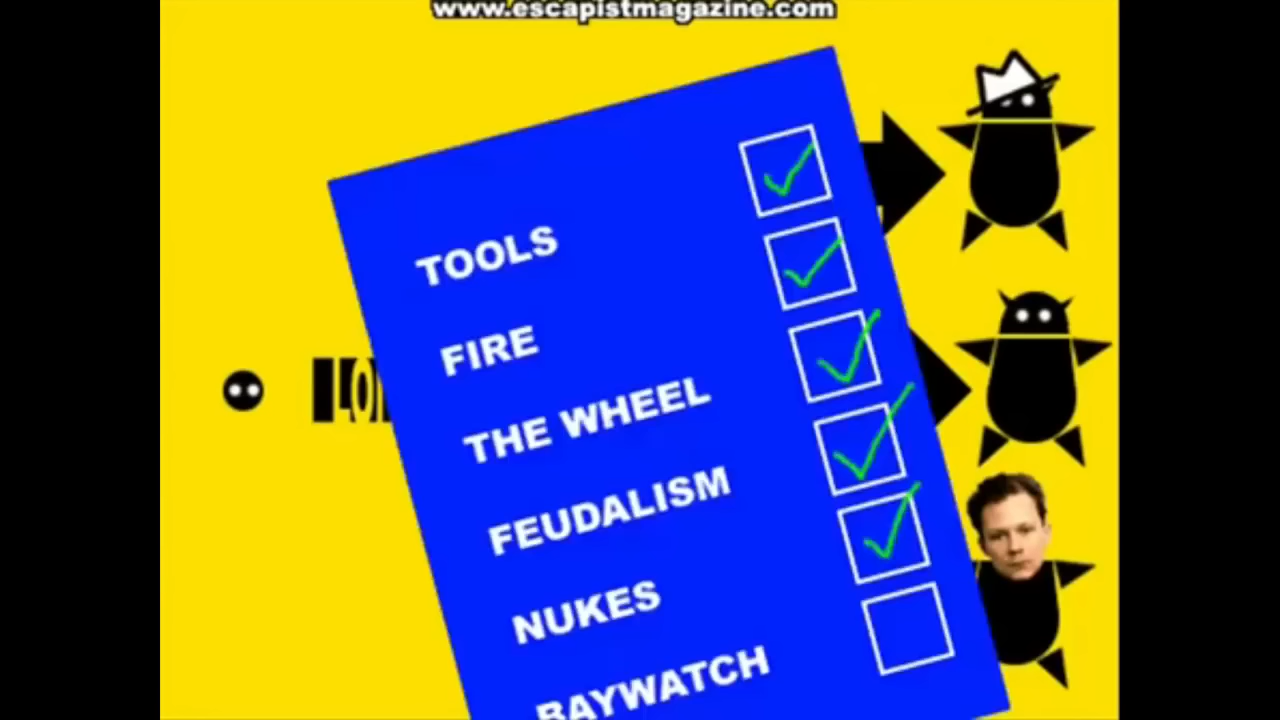 www.escapistmagazine.com
TOOLS
FIRE
THE WHEEL
FEUDALISM
NUKES
BAYWATCH